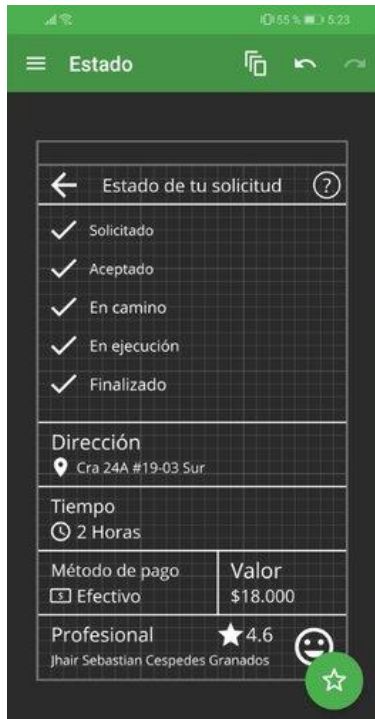 55 % 5:23
Estado
Estado de tu solicitud ?
Solicitado
Aceptado
En camino
En ejecución
Finalizado
Dirección
Cra 24A #19-03 Sur
Tiempo
2 Horas
Método de pago Valor
$ Efectivo $18.000
Profesional 4.6
Jhair Sebastian Cespedes Granados